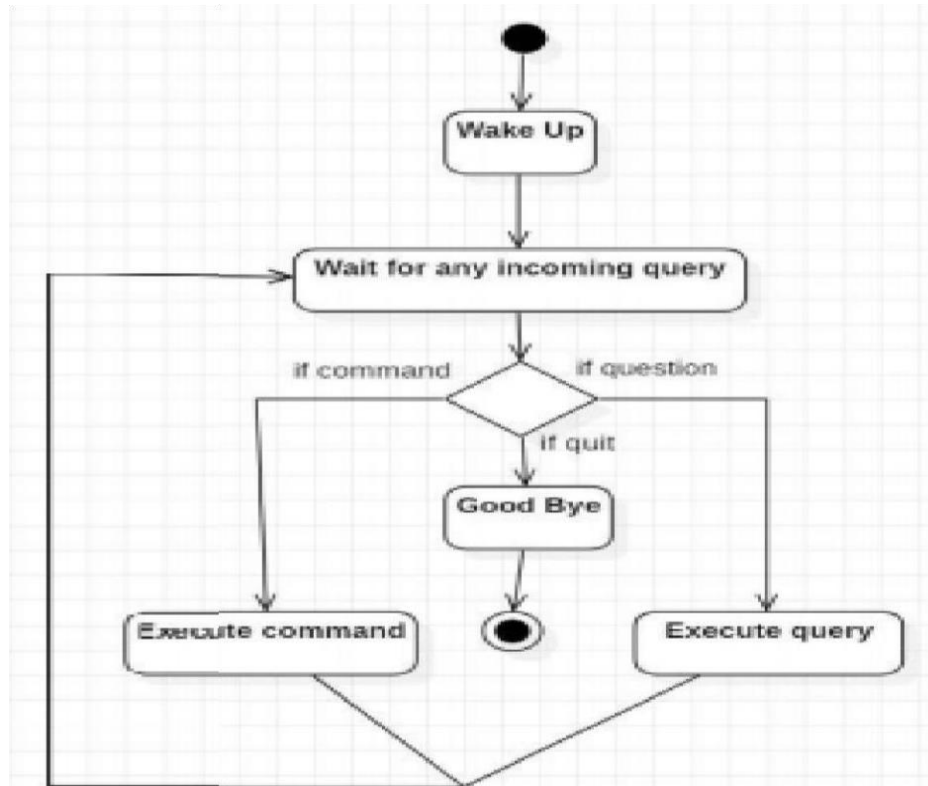 Wake Up
Wait for any incoming query
if command
if question
if quit
Good Bye
Execute command
Execute query